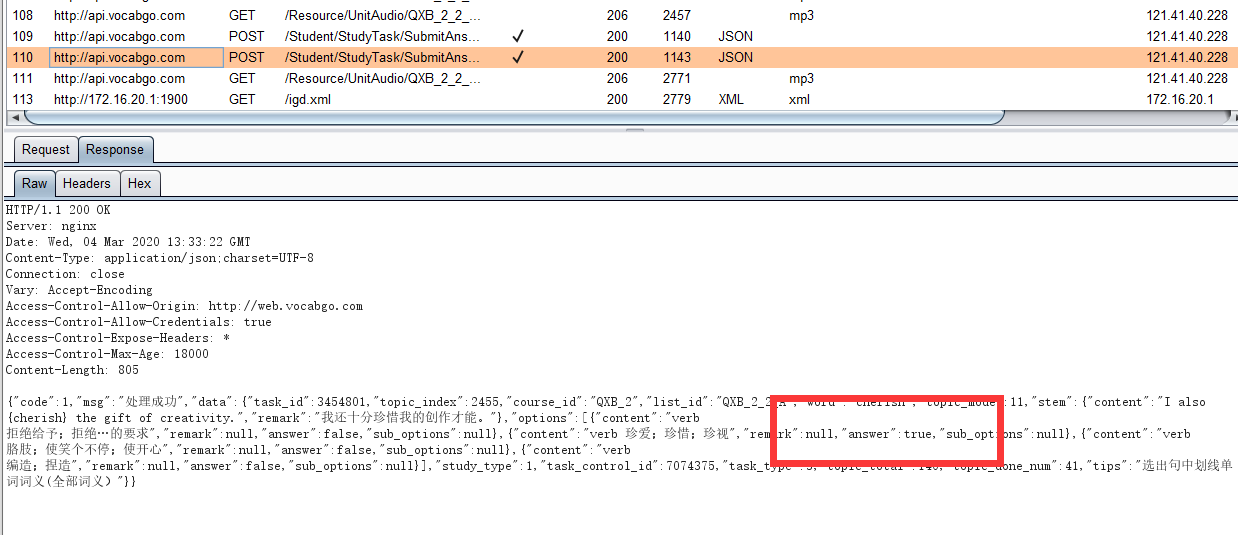 108 http://api.vocabgo.com GET /Resource/UnitAudio/QXB_2_2_... 206 2457 mp3 121.41.40.228
109 http://api.vocabgo.com POST /Student/StudyTask/SubmitAns... ✓ 200 1140 JSON 121.41.40.228
110 http://api.vocabgo.com POST /Student/StudyTask/SubmitAns... ✓ 200 1143 JSON 121.41.40.228
111 http://api.vocabgo.com GET /Resource/UnitAudio/QXB_2_2_... 206 2771 mp3 121.41.40.228
113 http://172.16.20.1:1900 GET /igd.xml 200 2779 XML xml 172.16.20.1
Request Response
Raw Headers Hex
HTTP/1.1 200 OK
Server: nginx
Date: Wed, 04 Mar 2020 13:33:22 GMT
Content-Type: application/json;charset=UTF-8
Connection: close
Vary: Accept-Encoding
Access-Control-Allow-Origin: http://web.vocabgo.com
Access-Control-Allow-Credentials: true
Access-Control-Expose-Headers: *
Access-Control-Max-Age: 18000
Content-Length: 805
{"code":1,"msg":"处理成功","data":{"task_id":3454801,"topic_index":2455,"course_id":"QXB_2","list_id":"QXB_2_2_A","word":"cherish","topic_mode":11,"stem":{"content":"I also
{cherish} the gift of creativity.","remark":"我还十分珍惜我的创作才能。"},"options":[{"content":"verb
拒绝给予；拒绝…的要求","remark":null,"answer":false,"sub_options":null},{"content":"verb 珍爱；珍惜；珍视","remark":null,"answer":true,"sub_options":null},{"content":"verb
胳肢；使笑个不停；使开心","remark":null,"answer":false,"sub_options":null},{"content":"verb
编造；捏造","remark":null,"answer":false,"sub_options":null}],"study_type":1,"task_control_id":7074375,"task_type":3,"topic_total":140,"topic_done_num":41,"tips":"选出句中划线单
词词义(全部词义）"}}